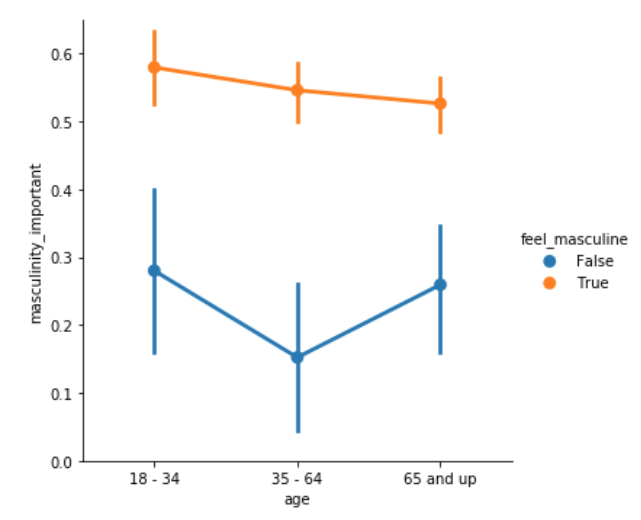 0.6
0.5
0.4
0.3
0.2
0.1
0.0
masculinity_important
18 - 34
35 - 64
65 and up
age
feel_masculine
False
True